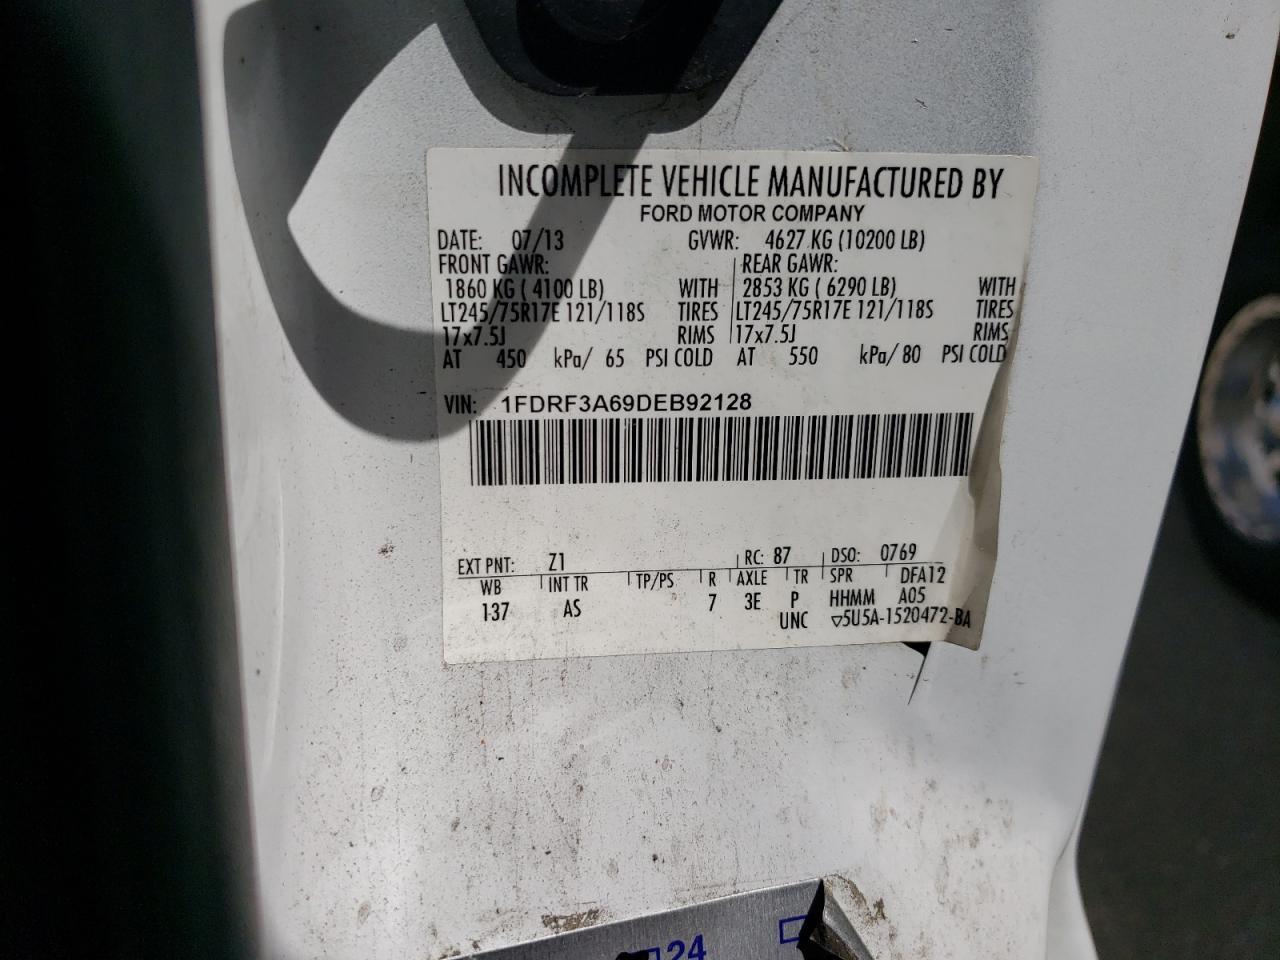 INCOMPLETE VEHICLE MANUFACTURED BY
FORD MOTOR COMPANY
DATE: 07/13 GVWR: 4627 KG (10200 LB)
FRONT GAWR: REAR GAWR:
1860 KG ( 4100 LB) WITH 2853 KG ( 6290 LB) WITH
LT245/75R17E 121/118S TIRES LT245/75R17E 121/118S TIRES
17x7.5J RIMS 17x7.5J RIMS
AT 450 kPa/ 65 PSI COLD AT 550 kPa/ 80 PSI COLD
VIN: 1FDRF3A69DEB92128
EXT PNT: Z1 RC: 87 DSO: 0769
WB INT TR TP/PS R AXLE TR SPR DFA12
137 AS 7 3E P HHMM A05
UNC ▽5U5A-1520472-BA
24